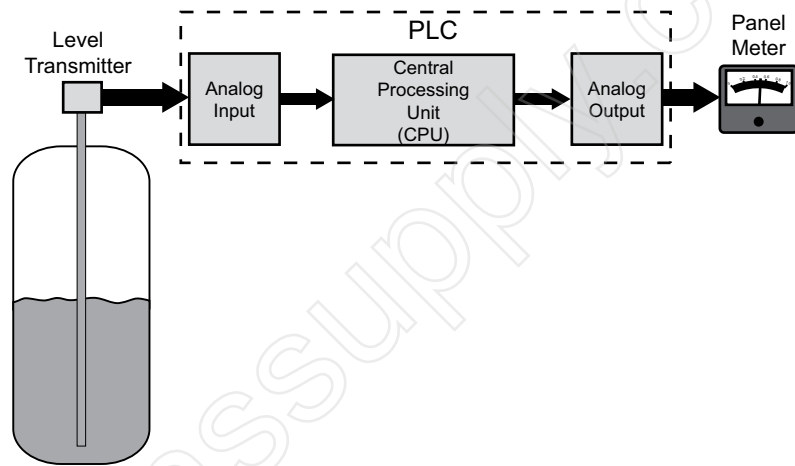 Level
Transmitter
PLC
Analog
Input
Central
Processing
Unit
(CPU)
Analog
Output
Panel
Meter